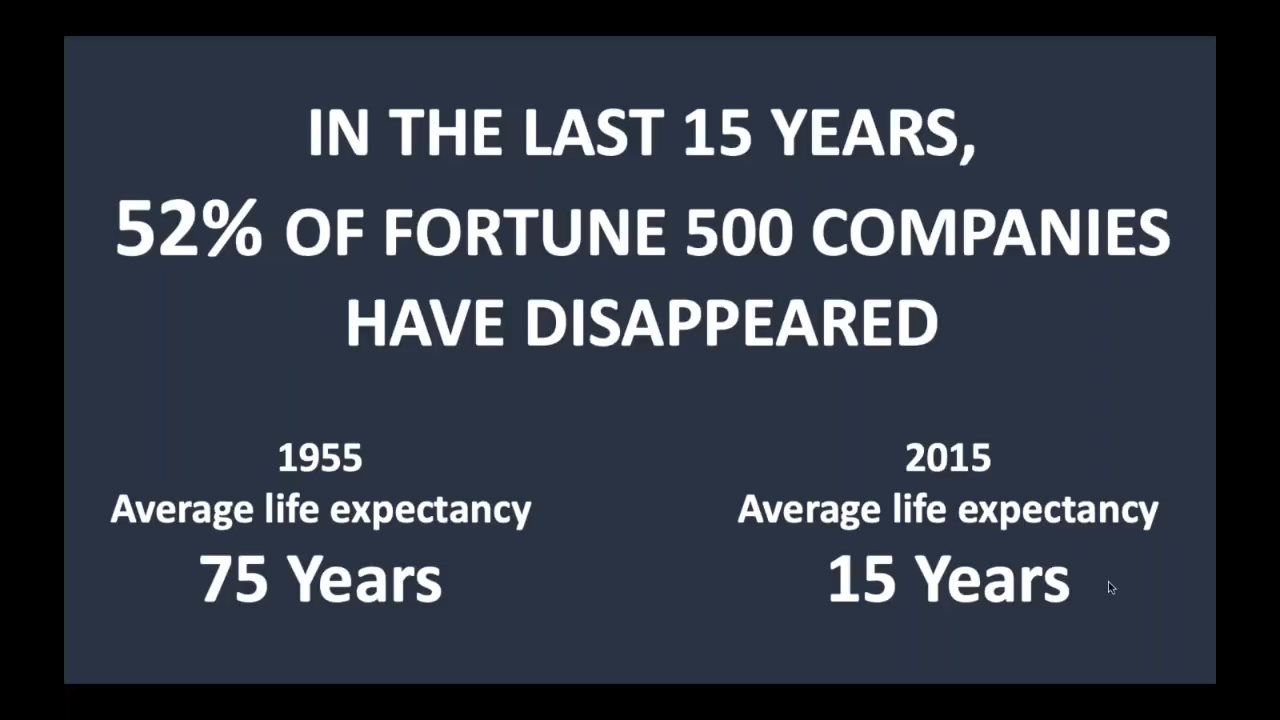 IN THE LAST 15 YEARS,
52% OF FORTUNE 500 COMPANIES
HAVE DISAPPEARED
1955
Average life expectancy
75 Years
2015
Average life expectancy
15 Years